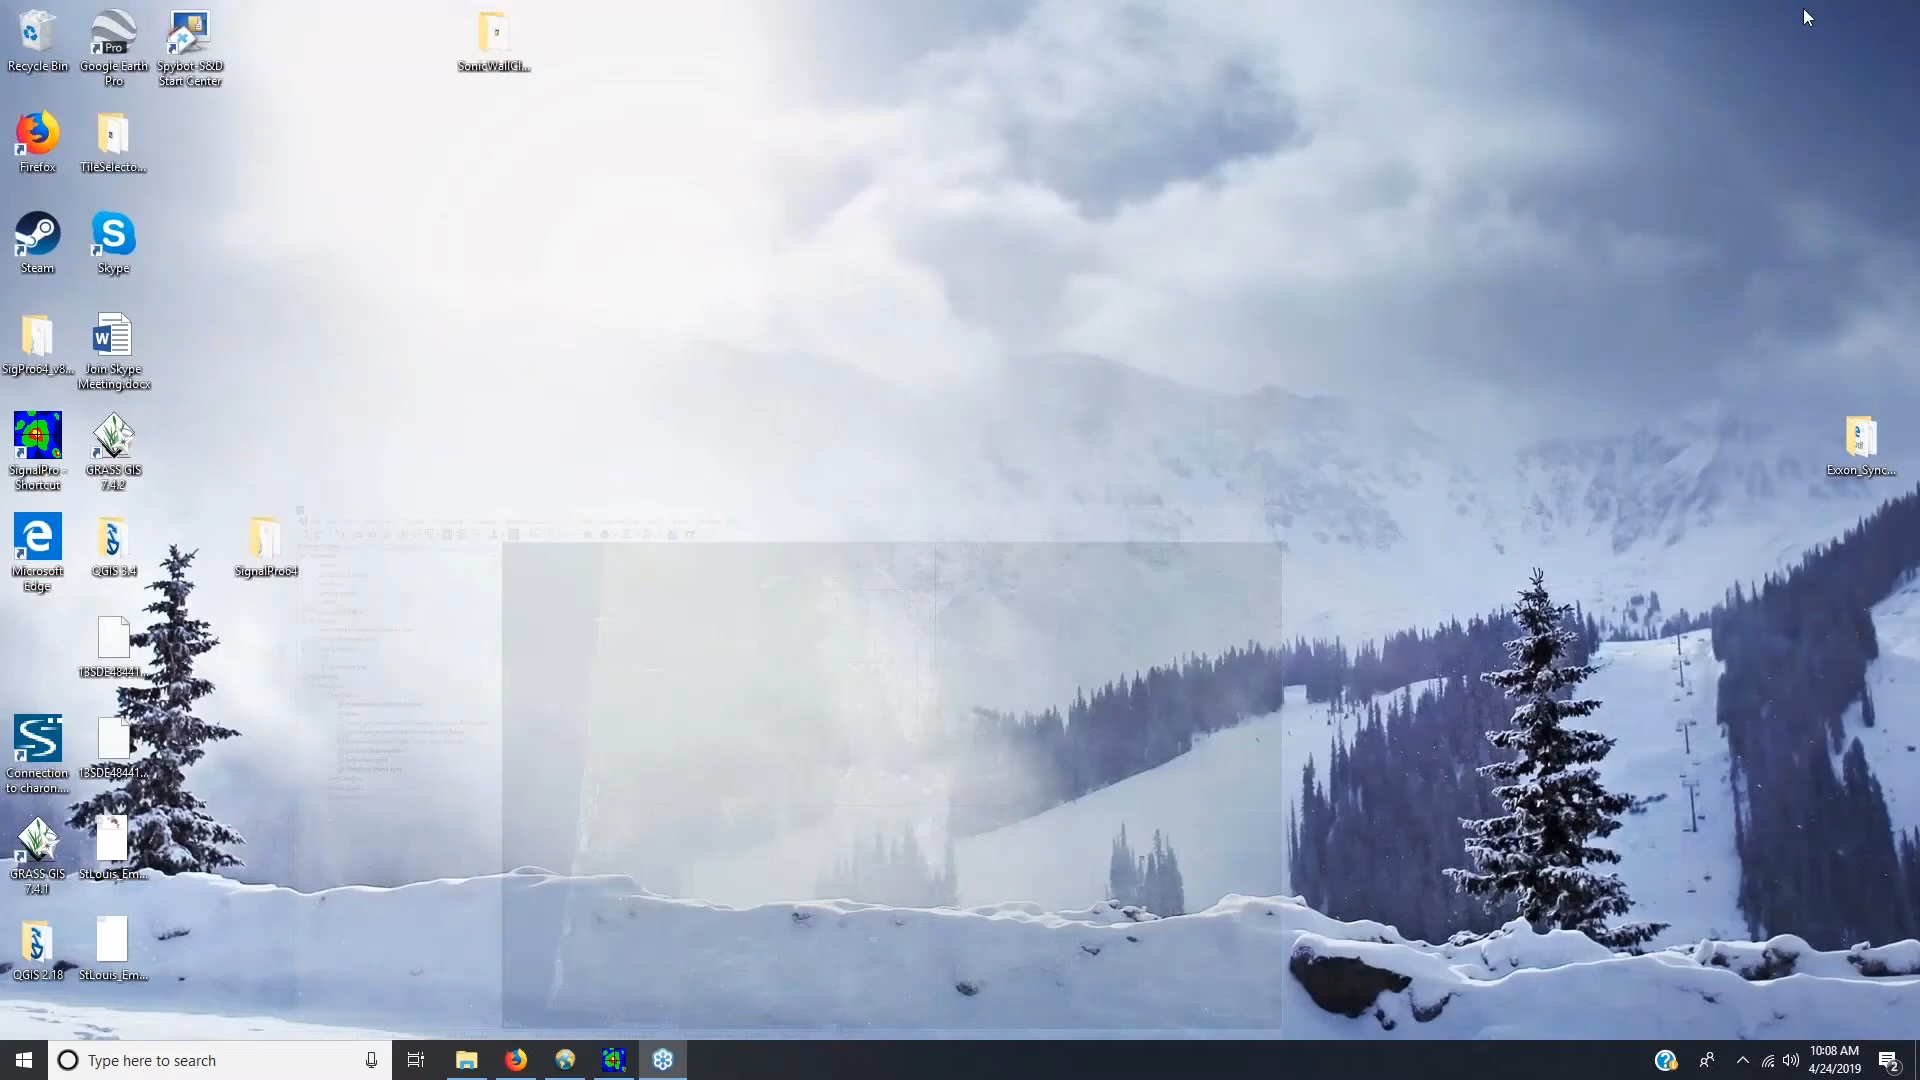 Recycle Bin
Google Earth
Pro
Spybot-S&D
Start Center
SonicWallCl...
Firefox
TileSelecto...
Steam
Skype
SigPro64_v8...
Join Skype
Meeting.docx
SignalPro -
Shortcut
GRASS GIS
7.4.2
Exxon_Sync...
Microsoft
Edge
QGIS 3.4
SignalPro64
13SDE48441...
Connection
to charon....
13SDE48441...
GRASS GIS
7.4.1
StLouis_Em...
QGIS 2.18
StLouis_Em...
Type here to search
10:08 AM
4/24/2019
2